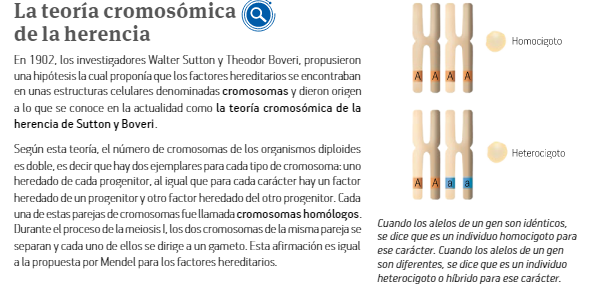 La teoría cromosómica
de la herencia
En 1902, los investigadores Walter Sutton y Theodor Boveri, propusieron
una hipótesis la cual proponía que los factores hereditarios se encontraban
en unas estructuras celulares denominadas cromosomas y dieron origen
a lo que se conoce en la actualidad como la teoría cromosómica de la
herencia de Sutton y Boveri.
Según esta teoría, el número de cromosomas de los organismos diploides
es doble, es decir que hay dos ejemplares para cada tipo de cromosoma: uno
heredado de cada progenitor, al igual que para cada carácter hay un factor
heredado de un progenitor y otro factor heredado del otro progenitor. Cada
una de estas parejas de cromosomas fue llamada cromosomas homólogos.
Durante el proceso de la meiosis I, los dos cromosomas de la misma pareja se
separan y cada uno de ellos se dirige a un gameto. Esta afirmación es igual
a la propuesta por Mendel para los factores hereditarios.
Homocigoto
A A A A
Heterocigoto
A A a a
Cuando los alelos de un gen son idénticos,
se dice que es un individuo homocigoto para
ese carácter. Cuando los alelos de un gen
son diferentes, se dice que es un individuo
heterocigoto o híbrido para ese carácter.